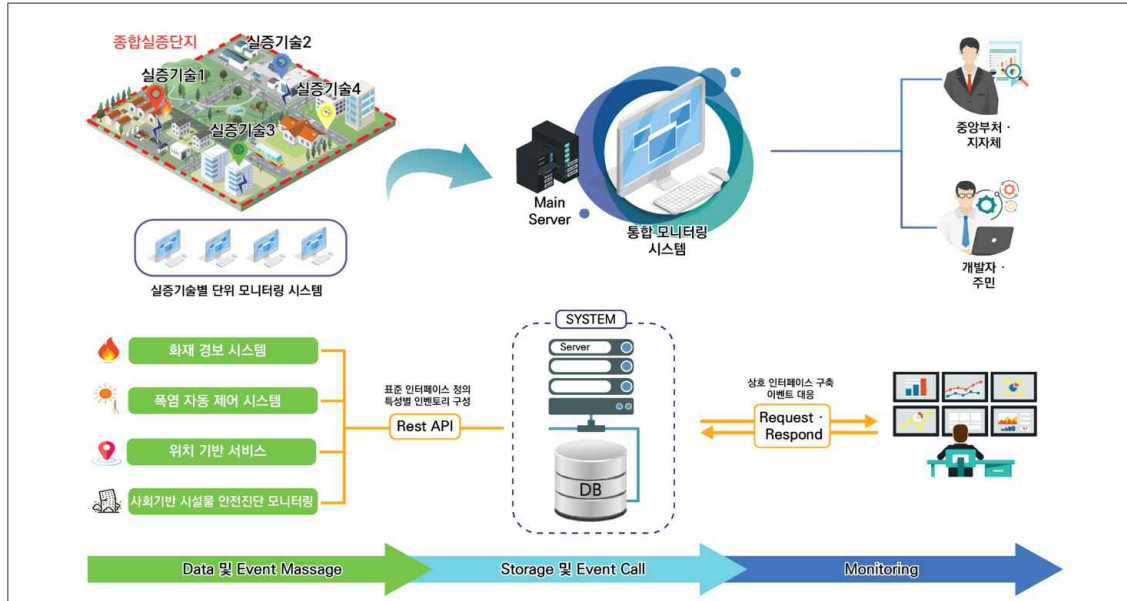 종합실증단지
실증기술2
실증기술1
실증기술4
실증기술3
실증기술별 단위 모니터링 시스템
Main
Server
통합 모니터링
시스템
중앙부처 ·
지자체
개발자 ·
주민
화재 경보 시스템
폭염 자동 제어 시스템
위치 기반 서비스
사회기반 시설물 안전진단 모니터링
표준 인터페이스 정의
특성별 인벤토리 구성
Rest API
SYSTEM
Server
DB
상호 인터페이스 구축
이벤트 대응
Request ·
Respond
Data 및 Event Massage
Storage 및 Event Call
Monitoring